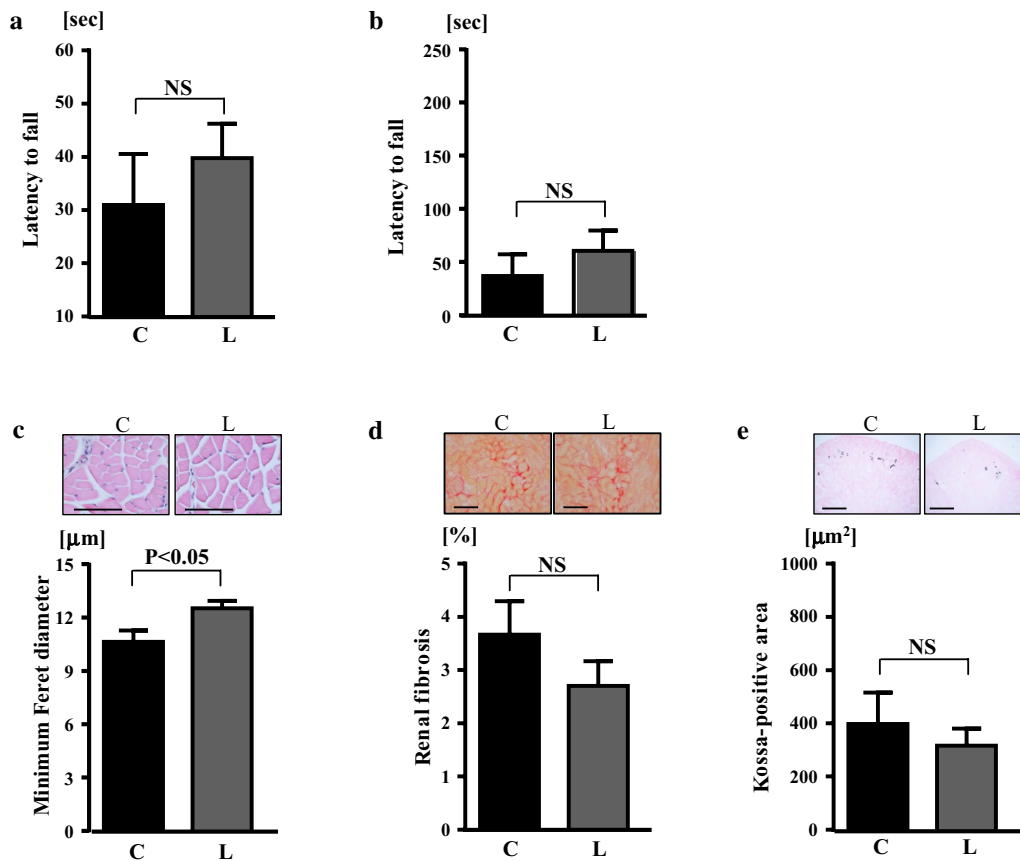 a
[sec]
Latency to fall
60
50
40
30
20
10
NS
C
L
b
[sec]
Latency to fall
250
200
150
100
50
0
NS
C
L
c
C
L
[μm]
Minimum Feret diameter
15
12
9
6
3
0
P<0.05
C
L
d
C
L
[%]
Renal fibrosis
5
4
3
2
1
0
NS
C
L
e
C
L
[μm²]
Kossa-positive area
1000
800
600
400
200
0
NS
C
L